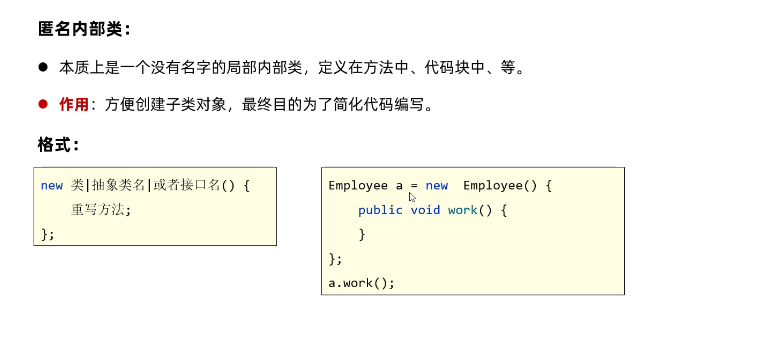 匿名内部类：
● 本质上是一个没有名字的局部内部类，定义在方法中、代码块中、等。
● 作用：方便创建子类对象，最终目的为了简化代码编写。
格式：
new 类|抽象类名|或者接口名() {
重写方法;
};
Employee a = new Employee() {
public void work() {
}
};
a.work();